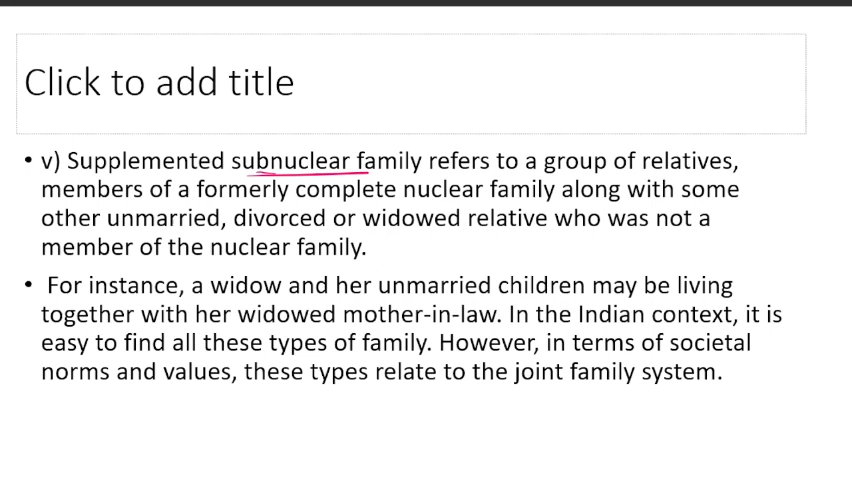 Click to add title
• v) Supplemented subnuclear family refers to a group of relatives,
members of a formerly complete nuclear family along with some
other unmarried, divorced or widowed relative who was not a
member of the nuclear family.
• For instance, a widow and her unmarried children may be living
together with her widowed mother-in-law. In the Indian context, it is
easy to find all these types of family. However, in terms of societal
norms and values, these types relate to the joint family system.